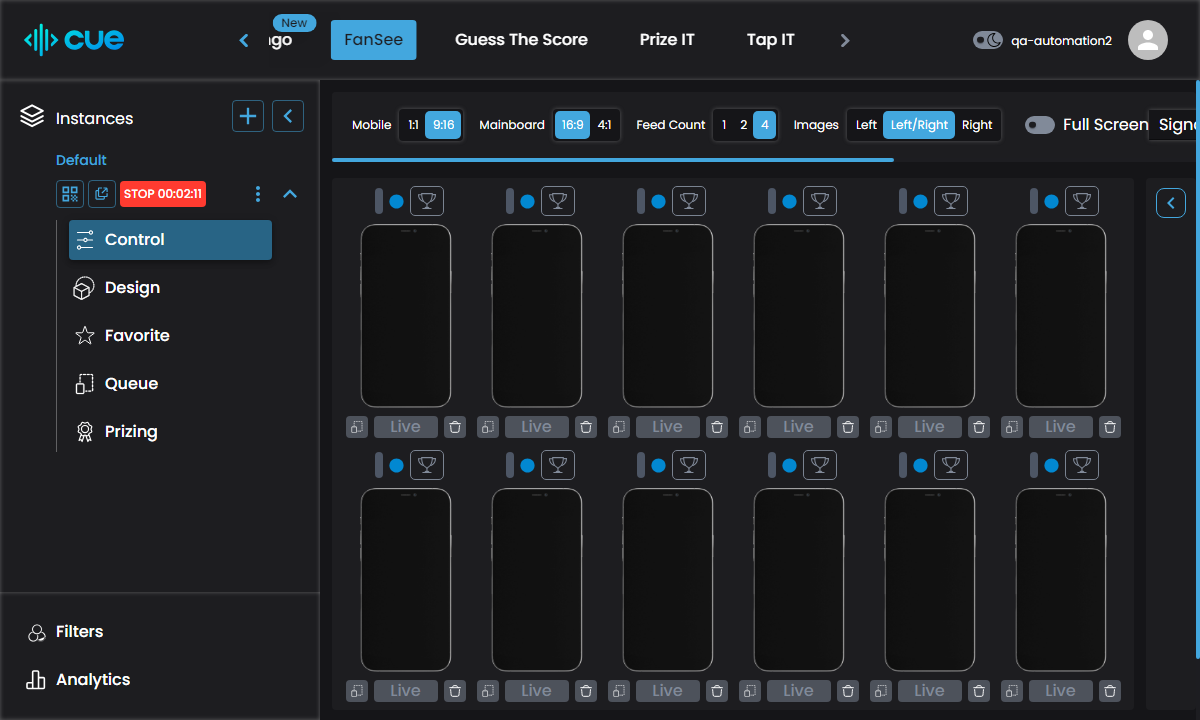 cue
New
FanSee
Guess The Score
Prize IT
Tap IT
qa-automation2
Instances
Default
STOP 00:02:11
Control
Design
Favorite
Queue
Prizing
Filters
Analytics
Mobile 1:1 9:16 Mainboard 16:9 4:1 Feed Count 1 2 4 Images Left Left/Right Right Full Screen
Live Live Live Live Live Live
Live Live Live Live Live Live